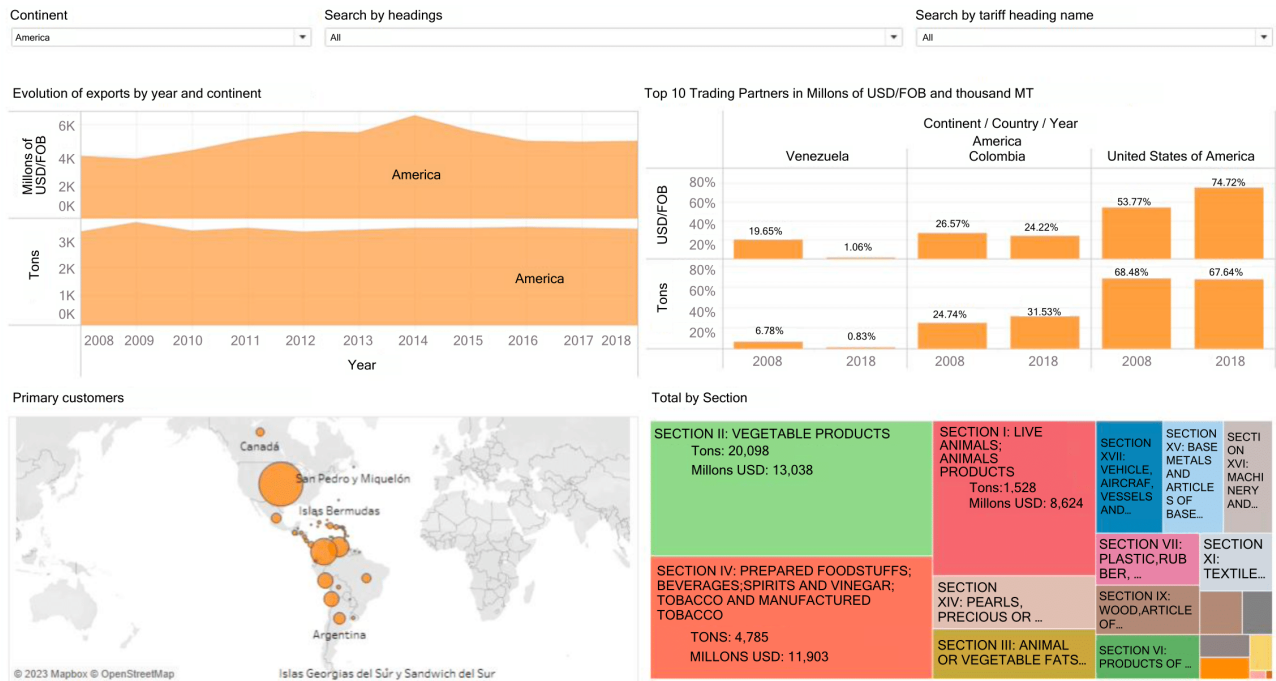 Continent
Search by headings
Search by tariff heading name
America
All
All
Evolution of exports by year and continent
Top 10 Trading Partners in Millons of USD/FOB and thousand MT
Millons of
USD/FOB
6K
4K
2K
0K
America
Tons
3K
2K
1K
0K
America
2008 2009 2010 2011 2012 2013 2014 2015 2016 2017 2018
Year
Continent / Country / Year
America
Venezuela
Colombia
United States of America
USD/FOB
80%
60%
40%
20%
19.65%
1.06%
26.57%
24.22%
53.77%
74.72%
Tons
80%
60%
40%
20%
6.78%
0.83%
24.74%
31.53%
68.48%
67.64%
2008 2018 2008 2018 2008 2018
Primary customers
Canadá
San Pedro y Miquelón
Islas Bermudas
Argentina
Islas Georgias del Sur y Sandwich del Sur
© 2023 Mapbox © OpenStreetMap
Total by Section
SECTION II: VEGETABLE PRODUCTS
Tons: 20,098
Millons USD: 13,038
SECTION IV: PREPARED FOODSTUFFS;
BEVERAGES;SPIRITS AND VINEGAR;
TOBACCO AND MANUFACTURED
TOBACCO
TONS: 4,785
MILLONS USD: 11,903
SECTION I: LIVE
ANIMALS;
ANIMALS
PRODUCTS
Tons:1,528
Millons USD: 8,624
SECTION
XIV: PEARLS,
PRECIOUS OR ...
SECTION III: ANIMAL
OR VEGETABLE FATS...
SECTION
XVII:
VEHICLE,
AIRCRAF,
VESSELS
AND...
SECTION
XV: BASE
METALS
AND
ARTICLE
S OF
BASE...
SECTI
ON
XVI:
MACHI
NERY
AND...
SECTION VII:
PLASTIC,RUB
BER, ...
SECTION
XI:
TEXTILE...
SECTION IX:
WOOD,ARTICLE
OF...
SECTION VI:
PRODUCTS OF ...